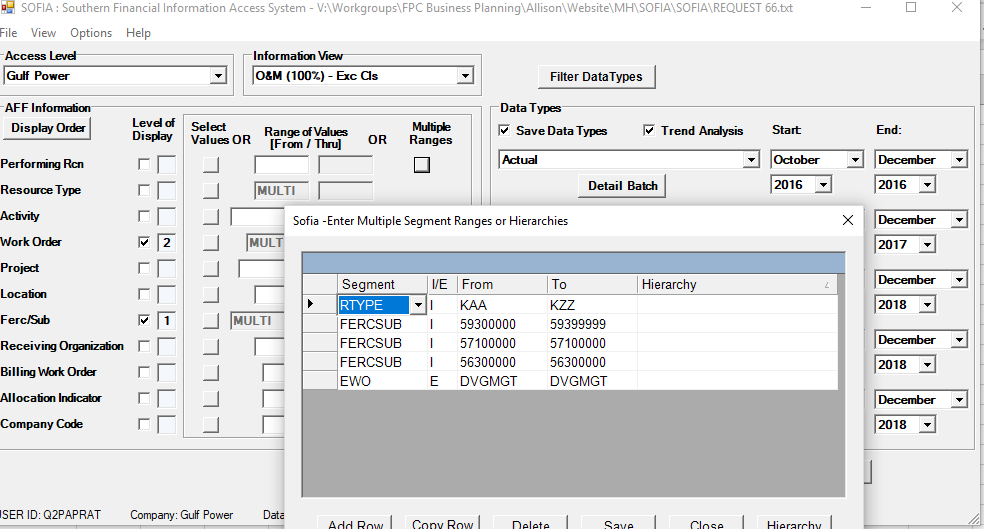 SOFIA : Southern Financial Information Access System - V:\Workgroups\FPC Business Planning\Allison\Website\MH\SOFIA\SOFIA\REQUEST 66.txt
File View Options Help
Access Level
Gulf Power
Information View
O&M (100%) - Exc Cls
Filter DataTypes
AFF Information
Display Order
Level of
Display
Select
Values OR
Range of Values
[From / Thru]
OR
Multiple
Ranges
Performing Rcn
Resource Type MULTI
Activity
Work Order 2 MULT
Project
Location
Ferc/Sub 1 MULTI
Receiving Organization
Billing Work Order
Allocation Indicator
Company Code
Data Types
Save Data Types Trend Analysis Start: End:
Actual October December
Detail Batch 2016 2016
December
2017
December
2018
December
2018
December
2018
Sofia -Enter Multiple Segment Ranges or Hierarchies
Segment I/E From To Hierarchy
RTYPE I KAA KZZ
FERCSUB I 59300000 59399999
FERCSUB I 57100000 57100000
FERCSUB I 56300000 56300000
EWO E DVGMGT DVGMGT
Add Row Copy Row Delete Save Close Hierarchy
USER ID: Q2PAPRAT Company: Gulf Power Data